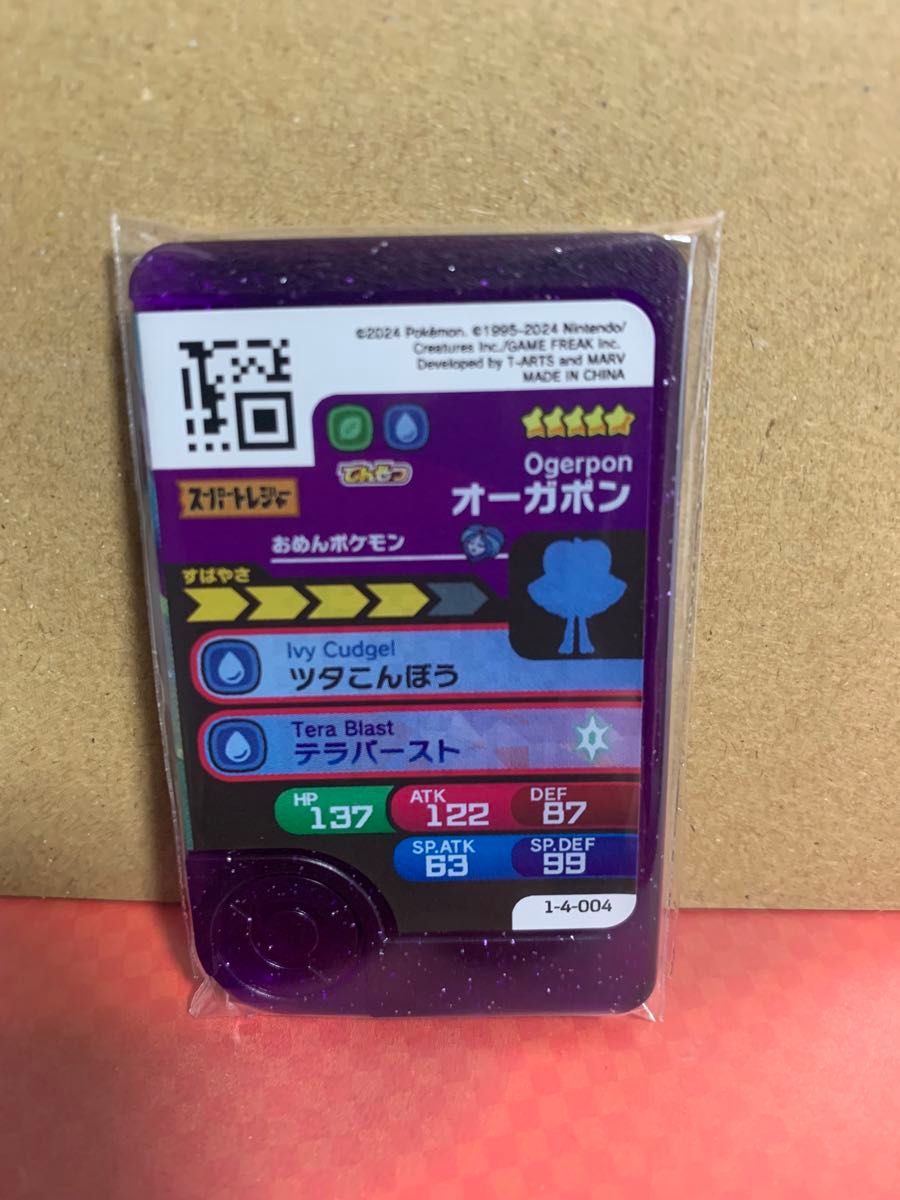 ©2024 Pokémon. ©1995-2024 Nintendo/
Creatures Inc./GAME FREAK inc.
Developed by T-ARTS and MARV
MADE IN CHINA
でんせつ
スーパートレジャー
Ogerpon
オーガポン
おめんポケモン
すばやさ
Ivy Cudgel
ツタこんぼう
Tera Blast
テラバースト
HP 137
ATK 122
DEF 87
SP.ATK 63
SP.DEF 99
1-4-004